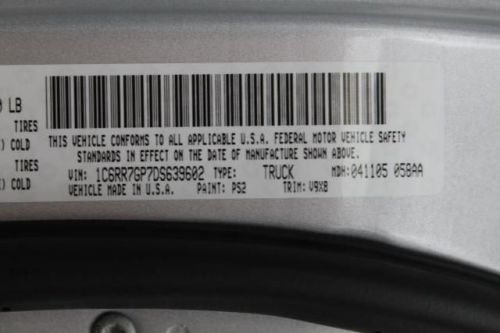 LB
TIRES
COLD
TIRES
COLD
THIS VEHICLE CONFORMS TO ALL APPLICABLE U.S.A. FEDERAL MOTOR VEHICLE SAFETY
STANDARDS IN EFFECT ON THE DATE OF MANUFACTURE SHOWN ABOVE.
VIN: 1C6RR7GP7DS639602 TYPE: TRUCK MDH: 041105 058AA
VEHICLE MADE IN U.S.A. PAINT: PS2 TRIM: V9X8